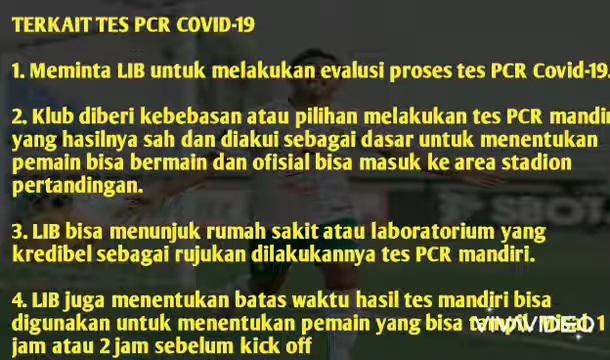 TERKAIT TES PCR COVID-19
1. Meminta LIB untuk melakukan evalusi proses tes PCR Covid-19.
2. Klub diberi kebebasan atau pilihan melakukan tes PCR mandiri
yang hasilnya sah dan diakui sebagai dasar untuk menentukan
pemain bisa bermain dan ofisial bisa masuk ke area stadion
pertandingan.
3. LIB bisa menunjuk rumah sakit atau laboratorium yang
kredibel sebagai rujukan dilakukannya tes PCR mandiri.
4. LIB juga menentukan batas waktu hasil tes mandiri bisa
digunakan untuk menentukan pemain yang bisa 1
jam atau 2 jam sebelum kick off
VIVAVIDEO
SBOT